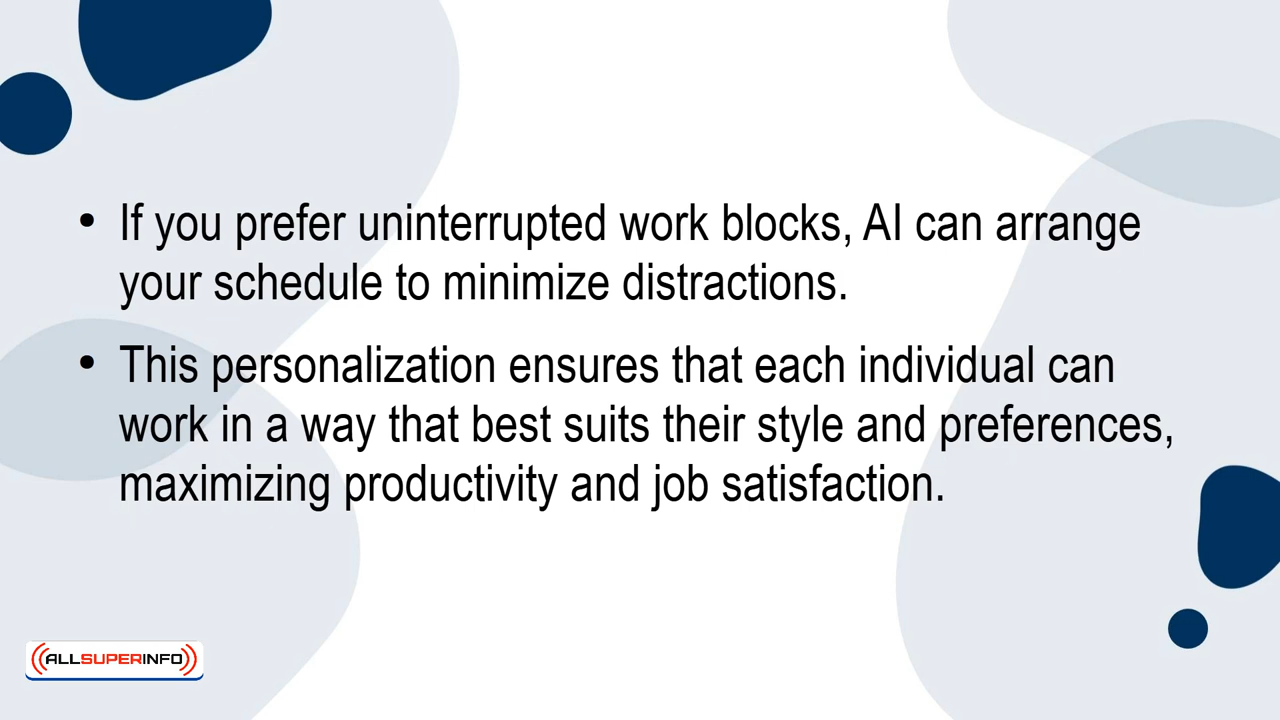 • If you prefer uninterrupted work blocks, AI can arrange
your schedule to minimize distractions.
• This personalization ensures that each individual can
work in a way that best suits their style and preferences,
maximizing productivity and job satisfaction.
ALLSUPERINFO